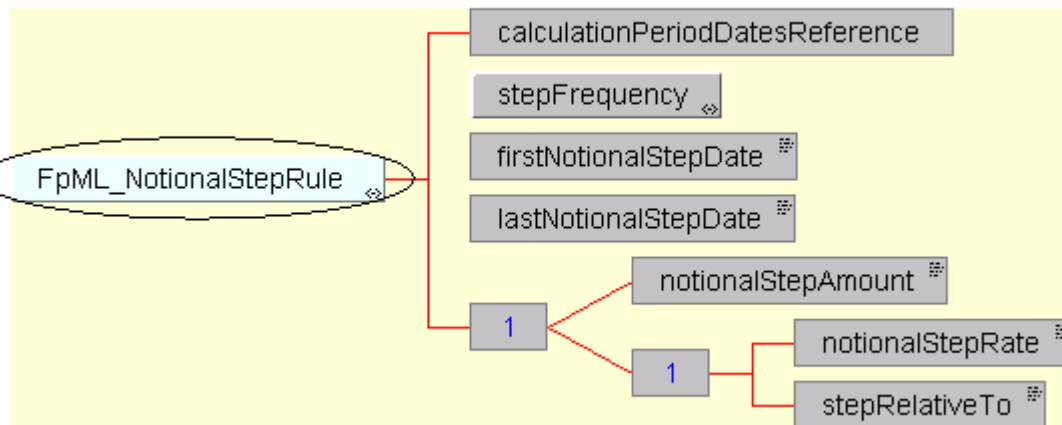 calculationPeriodDatesReference
stepFrequency
firstNotionalStepDate
FpML_NotionalStepRule
lastNotionalStepDate
notionalStepAmount
1
notionalStepRate
1
stepRelativeTo